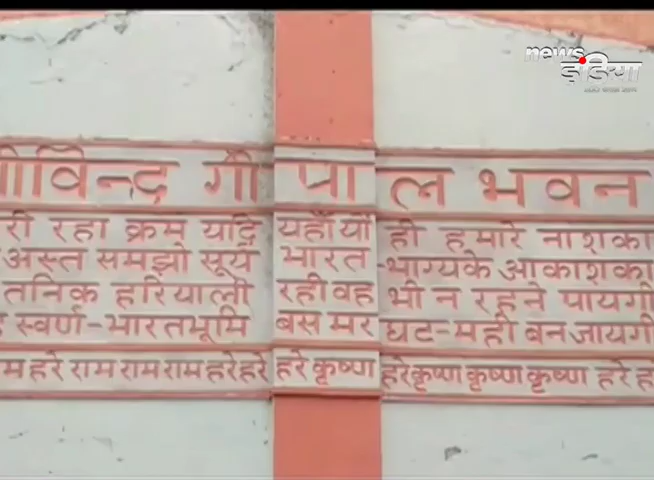 news
इंडिया
गोविन्द गोपाल भवन
री रहा क्रम यदि यहाँ यों ही हमारे नाश का
अस्त समझो सूर्य भारत-भाग्य के आकाश का
तनिक हरियाली रही वह भी न रहने पायगी
स्वर्ण-भारतभूमि बस मरघट-मही बन जायगी
म हरे राम राम राम हरे हरे हरे कृष्ण हरे कृष्ण कृष्ण कृष्ण हरे ह